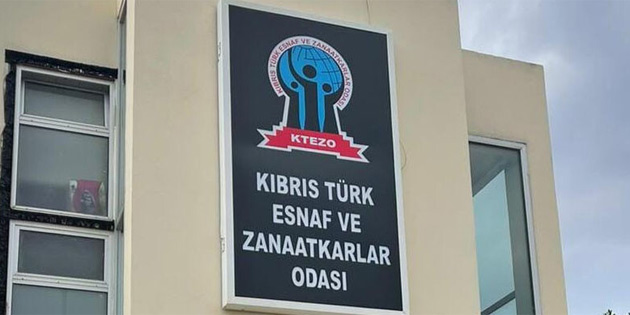 KIBRIS TÜRK ESNAF VE ZANAATKARLAR ODASI
KTEZO
KIBRIS TÜRK
ESNAF VE
ZANAATKARLAR
ODASI